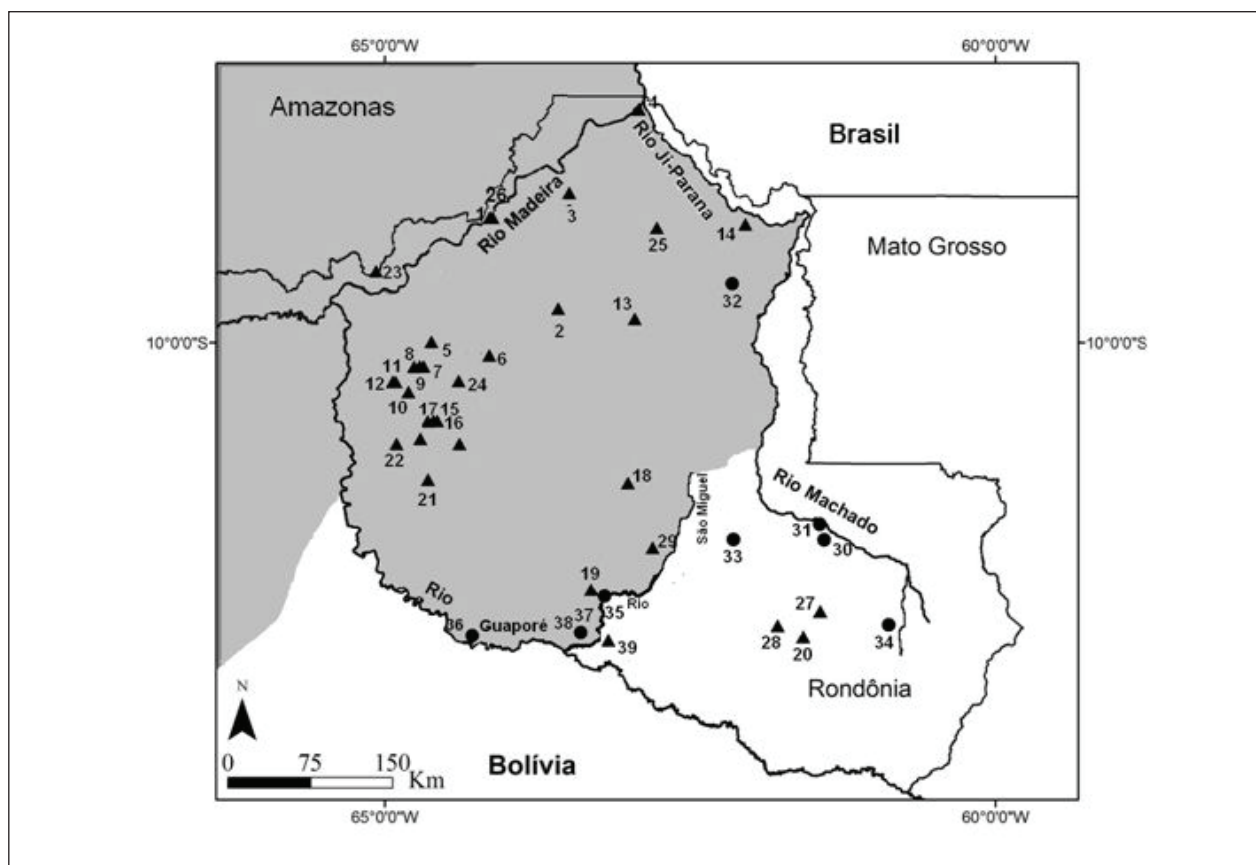 65°0'0"W
60°0'0"W
Amazonas
4
Brasil
Rio Ji-Parana
26
1
Rio Madeira
3
25
14
Mato Grosso
23
32
13
2
10°0'0"S
10°0'0"S
5
8
6
11
7
12
9
24
10
17
15
16
22
18
21
São Miguel
Rio Machado
31
30
33
29
19
Rio
35
Rio
27
37
36
Guaporé
38
34
28
39
20
Rondônia
N
0
75
150
Km
Bolívia
65°0'0"W
60°0'0"W